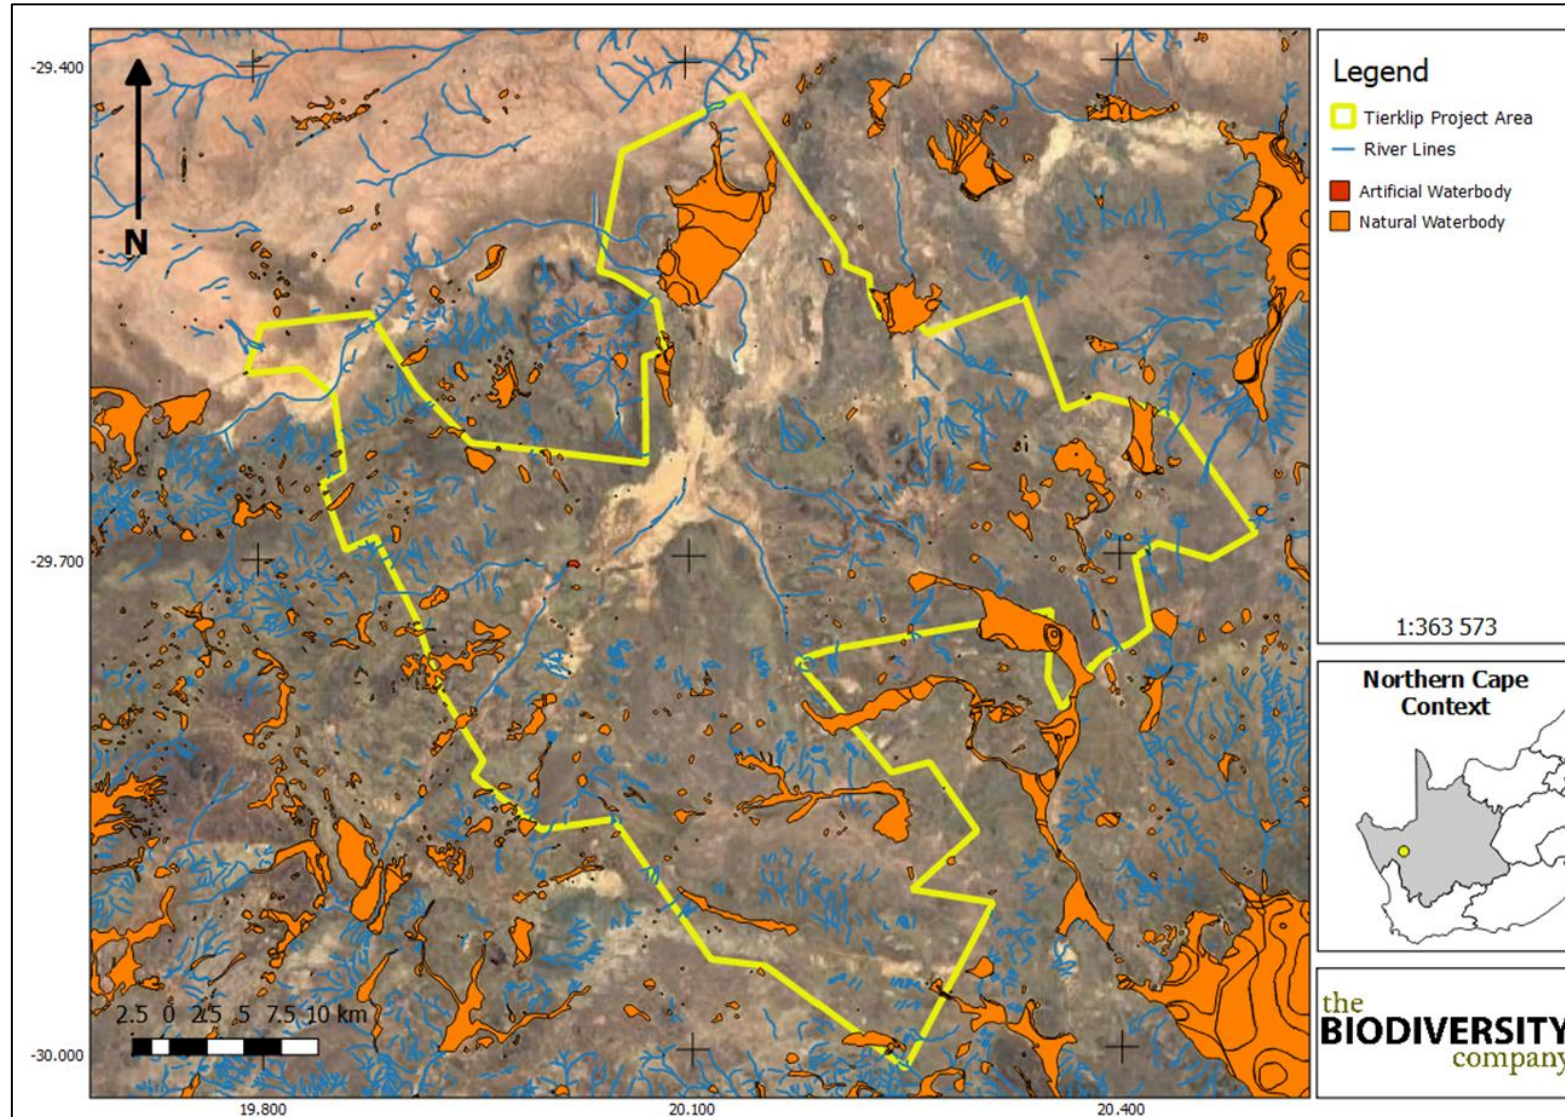 -29.400
-29.700
-30.000
19.800
20.100
20.400
N
2.5 0 2.5 5 7.5 10 km
Legend
Tierklip Project Area
River Lines
Artificial Waterbody
Natural Waterbody
1:363 573
Northern Cape
Context
the
BIODIVERSITY
company